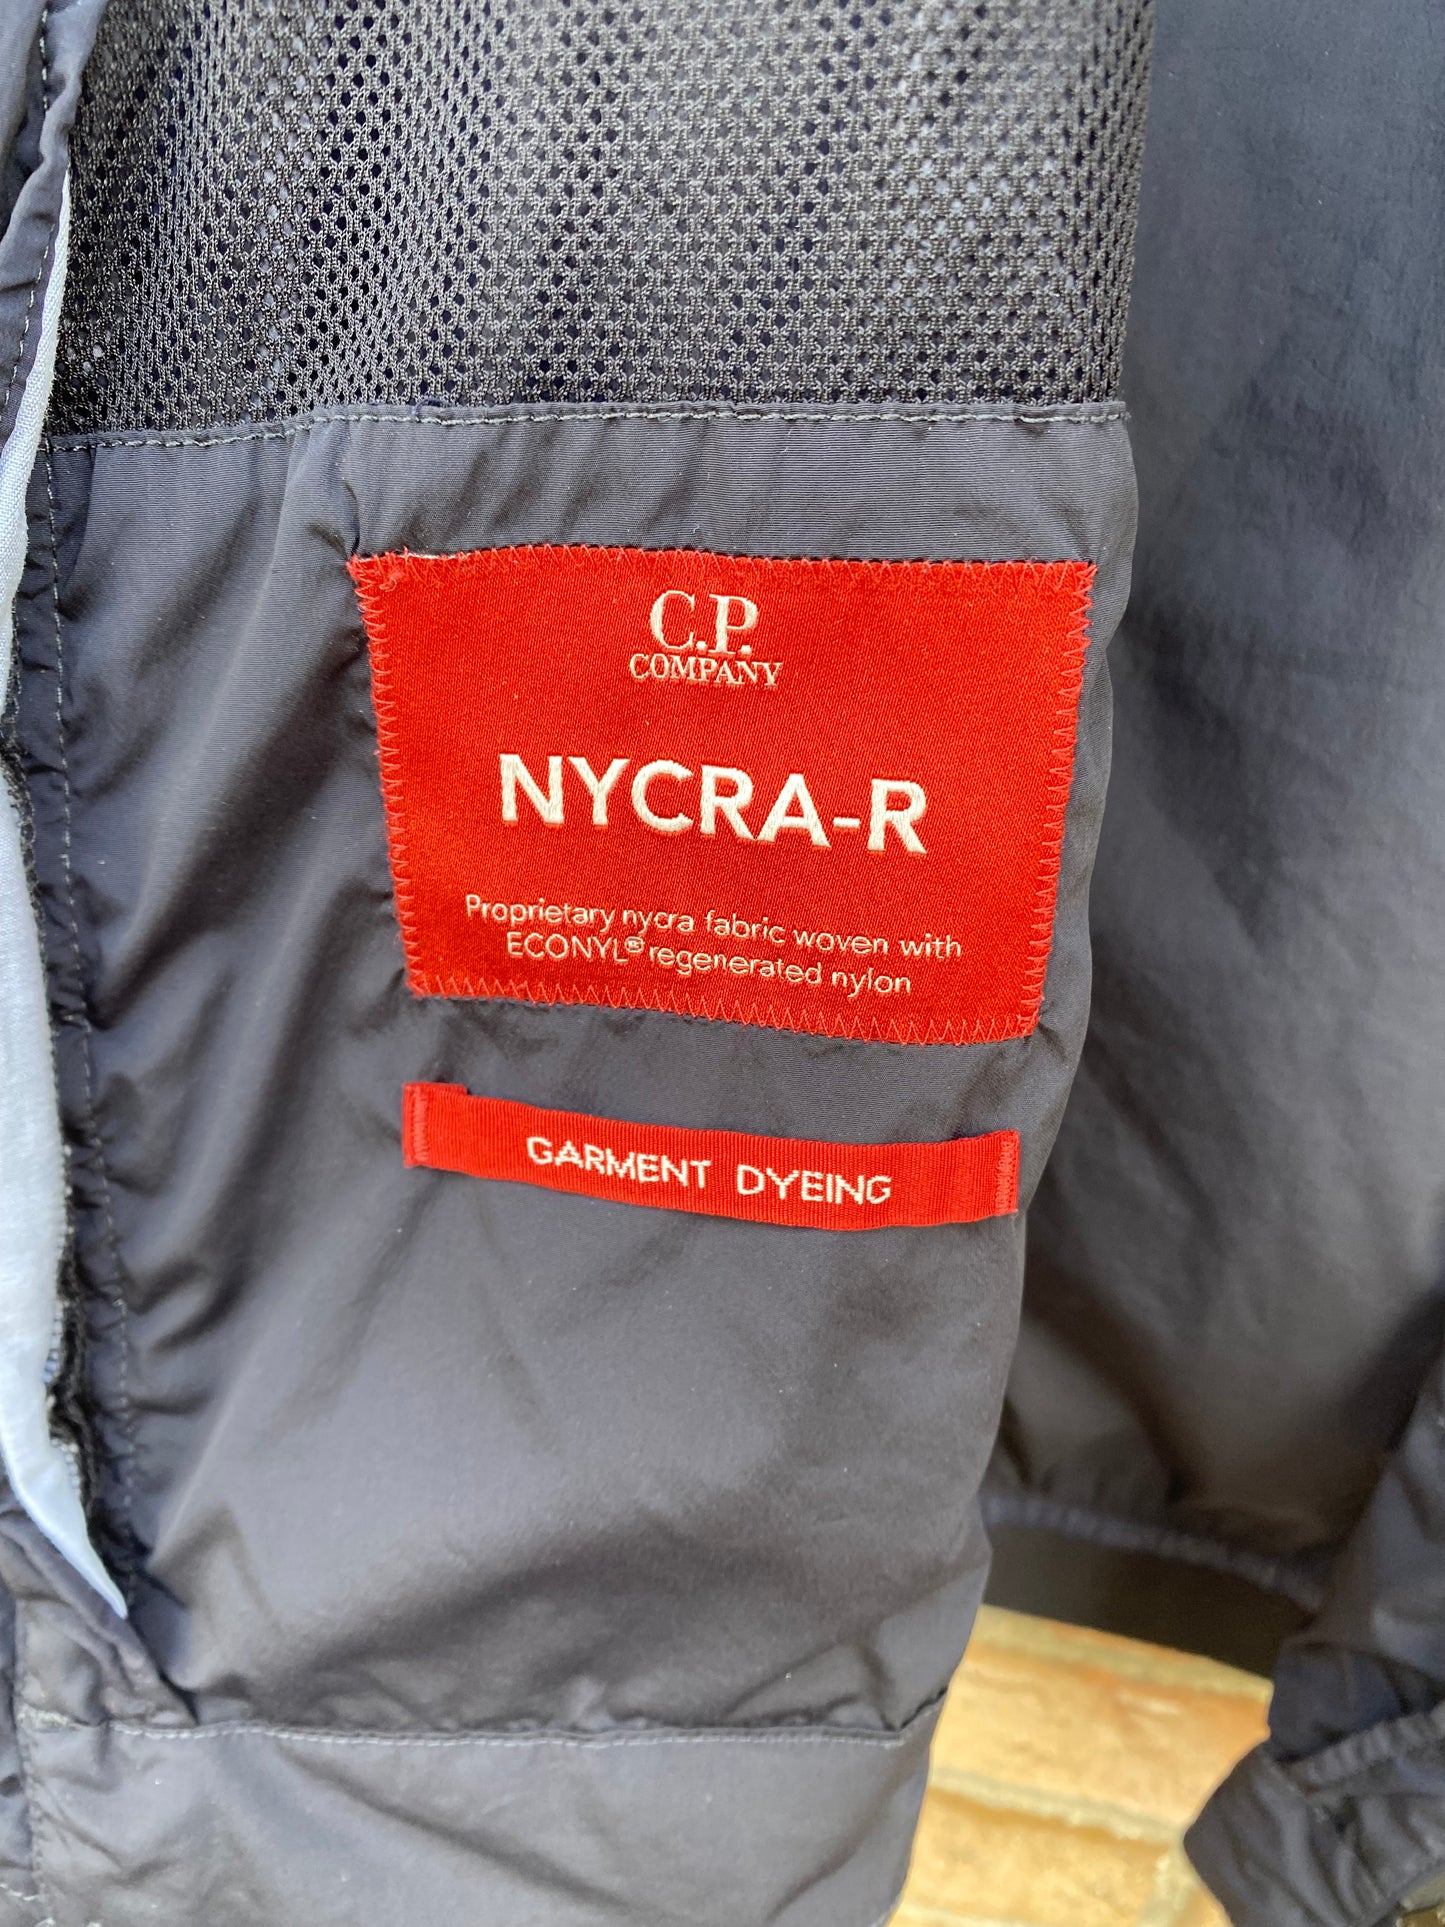 C.P.
COMPANY
NYCRA-R
Proprietary nycra fabric woven with
ECONYL® regenerated nylon
GARMENT DYEING